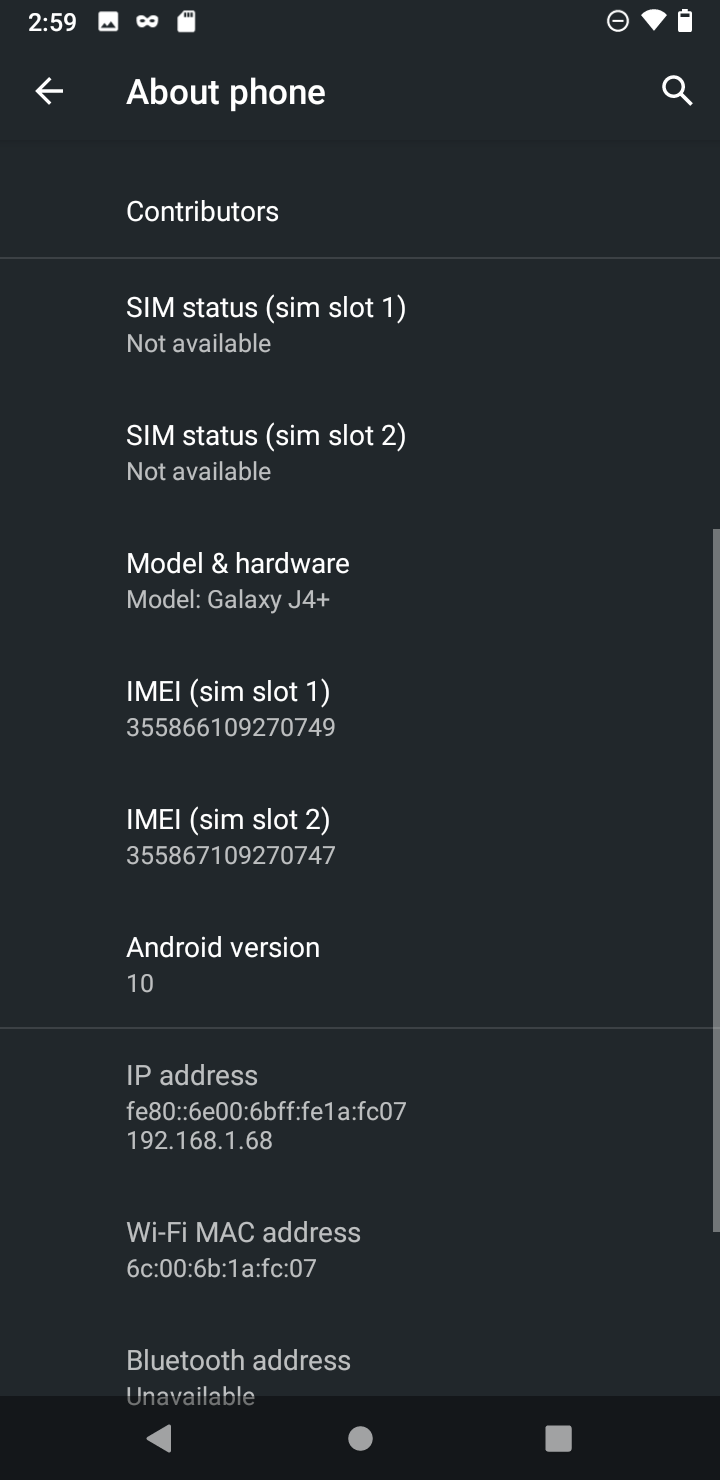 2:59
About phone
Contributors
SIM status (sim slot 1)
Not available
SIM status (sim slot 2)
Not available
Model & hardware
Model: Galaxy J4+
IMEI (sim slot 1)
355866109270749
IMEI (sim slot 2)
355867109270747
Android version
10
IP address
fe80::6e00:6bff:fe1a:fc07
192.168.1.68
Wi-Fi MAC address
6c:00:6b:1a:fc:07
Bluetooth address
Unavailable